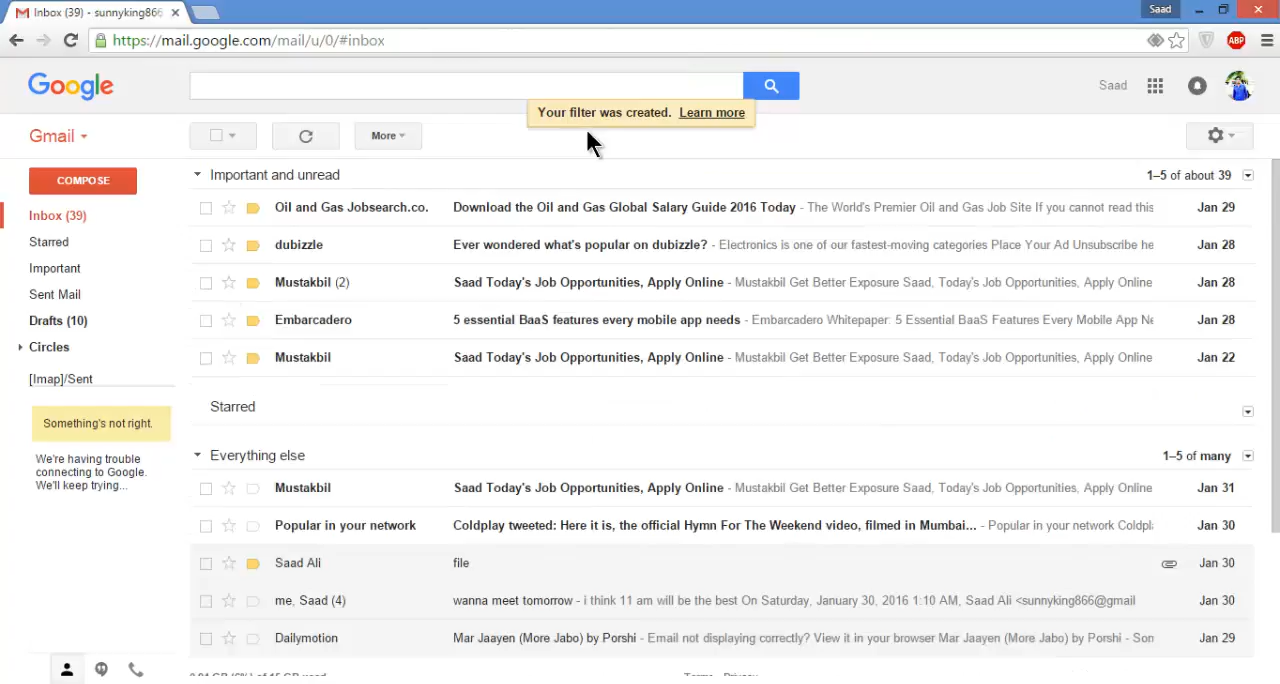 Inbox (39) - sunnyking866
Saad
https://mail.google.com/mail/u/0/#inbox
ABP
Google
Saad
Your filter was created. Learn more
Gmail
More
COMPOSE
Important and unread
1–5 of about 39
Inbox (39)
Oil and Gas Jobsearch.co. Download the Oil and Gas Global Salary Guide 2016 Today - The World's Premier Oil and Gas Job Site If you cannot read this Jan 29
Starred
dubizzle Ever wondered what's popular on dubizzle? - Electronics is one of our fastest-moving categories Place Your Ad Unsubscribe he Jan 28
Important
Mustakbil (2) Saad Today's Job Opportunities, Apply Online - Mustakbil Get Better Exposure Saad, Today's Job Opportunities, Apply Online Jan 28
Sent Mail
Drafts (10)
Embarcadero 5 essential BaaS features every mobile app needs - Embarcadero Whitepaper: 5 Essential BaaS Features Every Mobile App Ne Jan 28
Circles
Mustakbil Saad Today's Job Opportunities, Apply Online - Mustakbil Get Better Exposure Saad, Today's Job Opportunities, Apply Online Jan 22
[Imap]/Sent
Starred
Something's not right.
Everything else
1–5 of many
We're having trouble
connecting to Google.
We'll keep trying...
Mustakbil Saad Today's Job Opportunities, Apply Online - Mustakbil Get Better Exposure Saad, Today's Job Opportunities, Apply Online Jan 31
Popular in your network Coldplay tweeted: Here it is, the official Hymn For The Weekend video, filmed in Mumbai... - Popular in your network Coldpl Jan 30
Saad Ali file Jan 30
me, Saad (4) wanna meet tomorrow - i think 11 am will be the best On Saturday, January 30, 2016 1:10 AM, Saad Ali <sunnyking866@gmail Jan 30
Dailymotion Mar Jaayen (More Jabo) by Porshi - Email not displaying correctly? View it in your browser Mar Jaayen (More Jabo) by Porshi - Son Jan 29